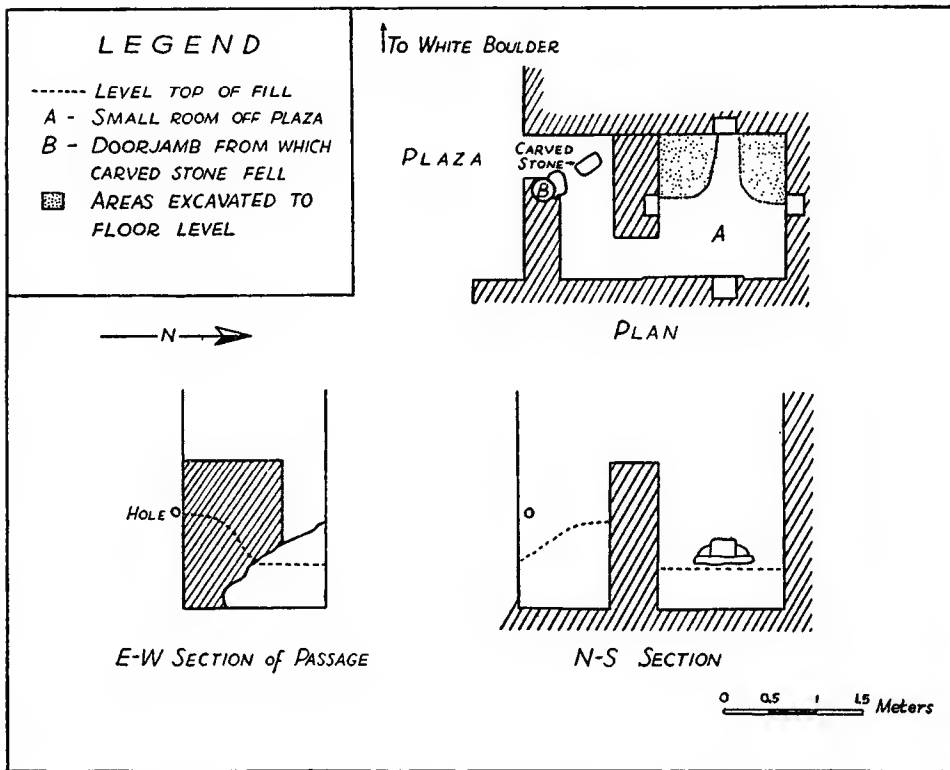 LEGEND
------ LEVEL TOP OF FILL
A - SMALL ROOM OFF PLAZA
B - DOORJAMB FROM WHICH
CARVED STONE FELL
AREAS EXCAVATED TO
FLOOR LEVEL
TO WHITE BOULDER
PLAZA
CARVED
STONE
B
A
PLAN
N
HOLE
E-W SECTION of PASSAGE
N-S SECTION
0 0.5 1 1.5 Meters